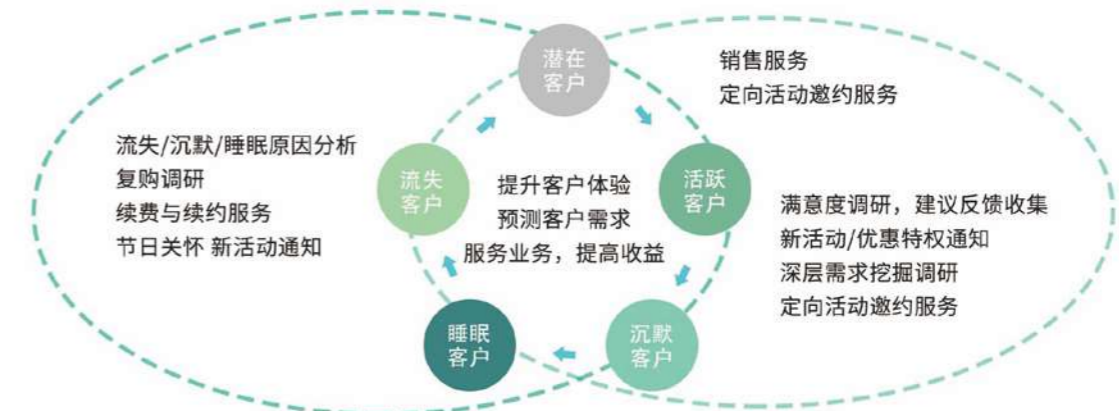 潜在
客户
销售服务
定向活动邀约服务
流失/沉默/睡眠原因分析
复购调研
续费与续约服务
节日关怀 新活动通知
流失
客户
提升客户体验
预测客户需求
服务业务，提高收益
活跃
客户
满意度调研，建议反馈收集
新活动/优惠特权通知
深层需求挖掘调研
定向活动邀约服务
睡眠
客户
沉默
客户